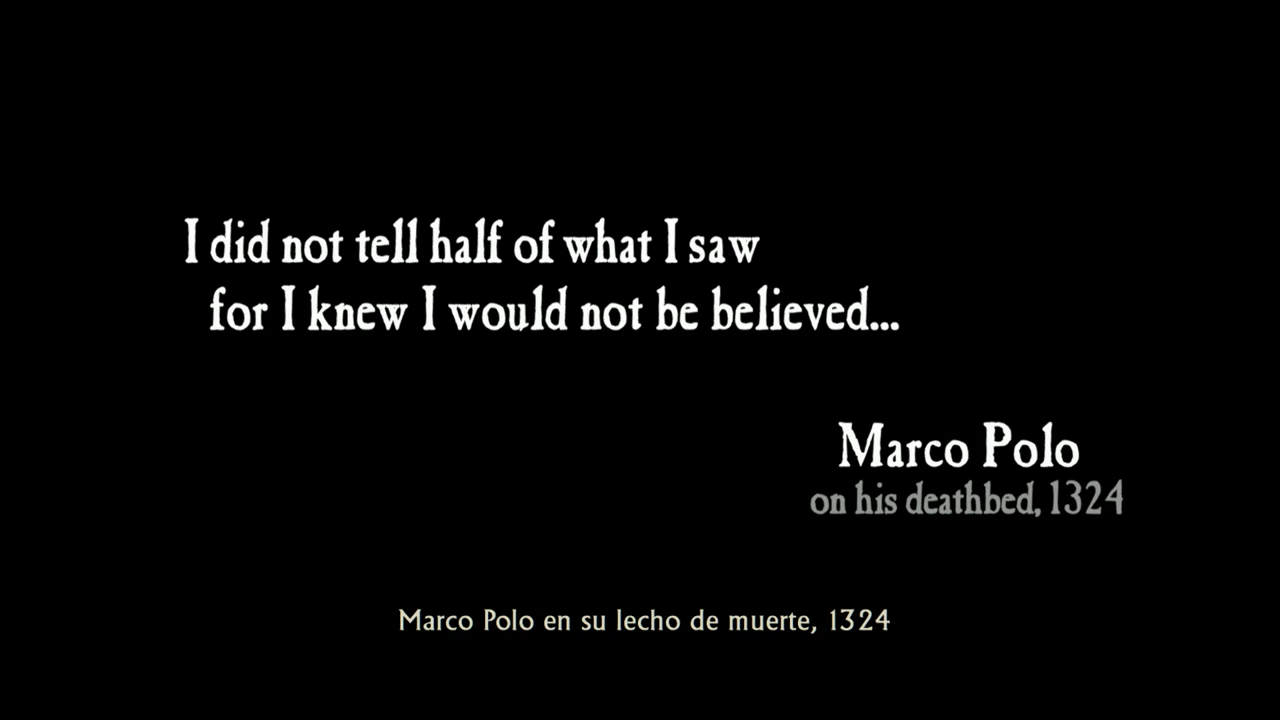 I did not tell half of what I saw
for I knew I would not be believed...
Marco Polo
on his deathbed, 1324
Marco Polo en su lecho de muerte, 1324